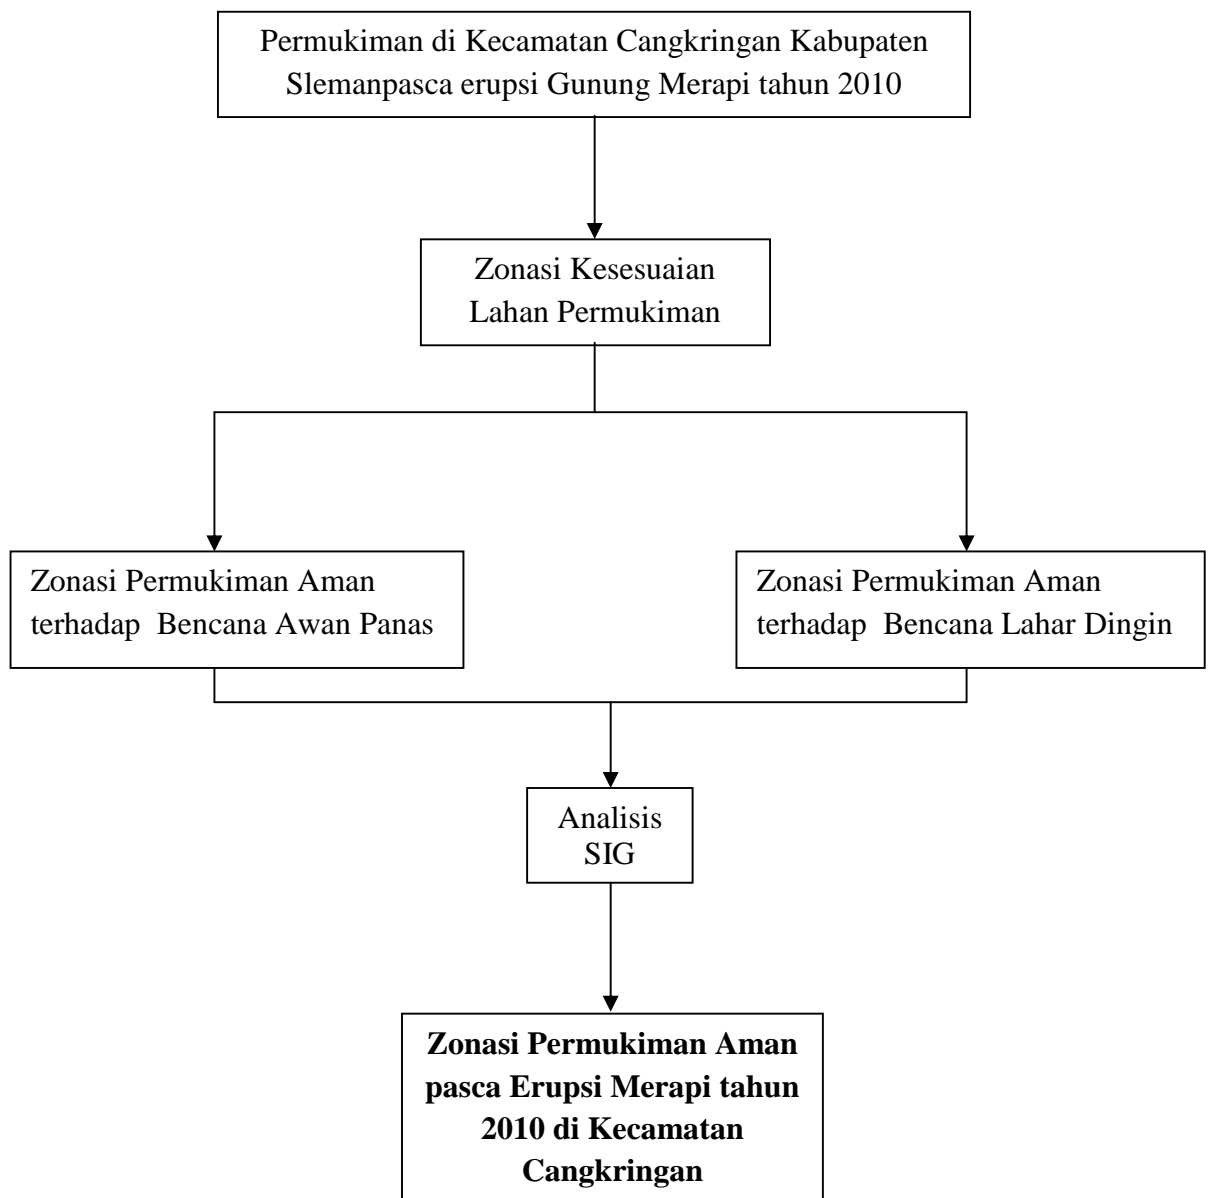 Permukiman di Kecamatan Cangkringan Kabupaten
Slemanpasca erupsi Gunung Merapi tahun 2010
Zonasi Kesesuaian
Lahan Permukiman
Zonasi Permukiman Aman
terhadap  Bencana Awan Panas
Zonasi Permukiman Aman
terhadap  Bencana Lahar Dingin
Analisis
SIG
Zonasi Permukiman Aman
pasca Erupsi Merapi tahun
2010 di Kecamatan
Cangkringan